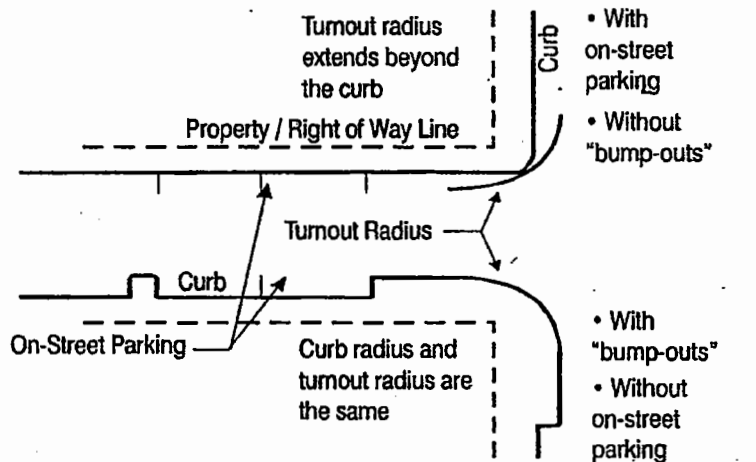 Turnout radius
extends beyond
the curb
Curb
• With
on-street
parking
• Without
"bump-outs"
Property / Right of Way Line
Turnout Radius
Curb
On-Street Parking
Curb radius and
turnout radius are
the same
• With
"bump-outs"
• Without
on-street
parking